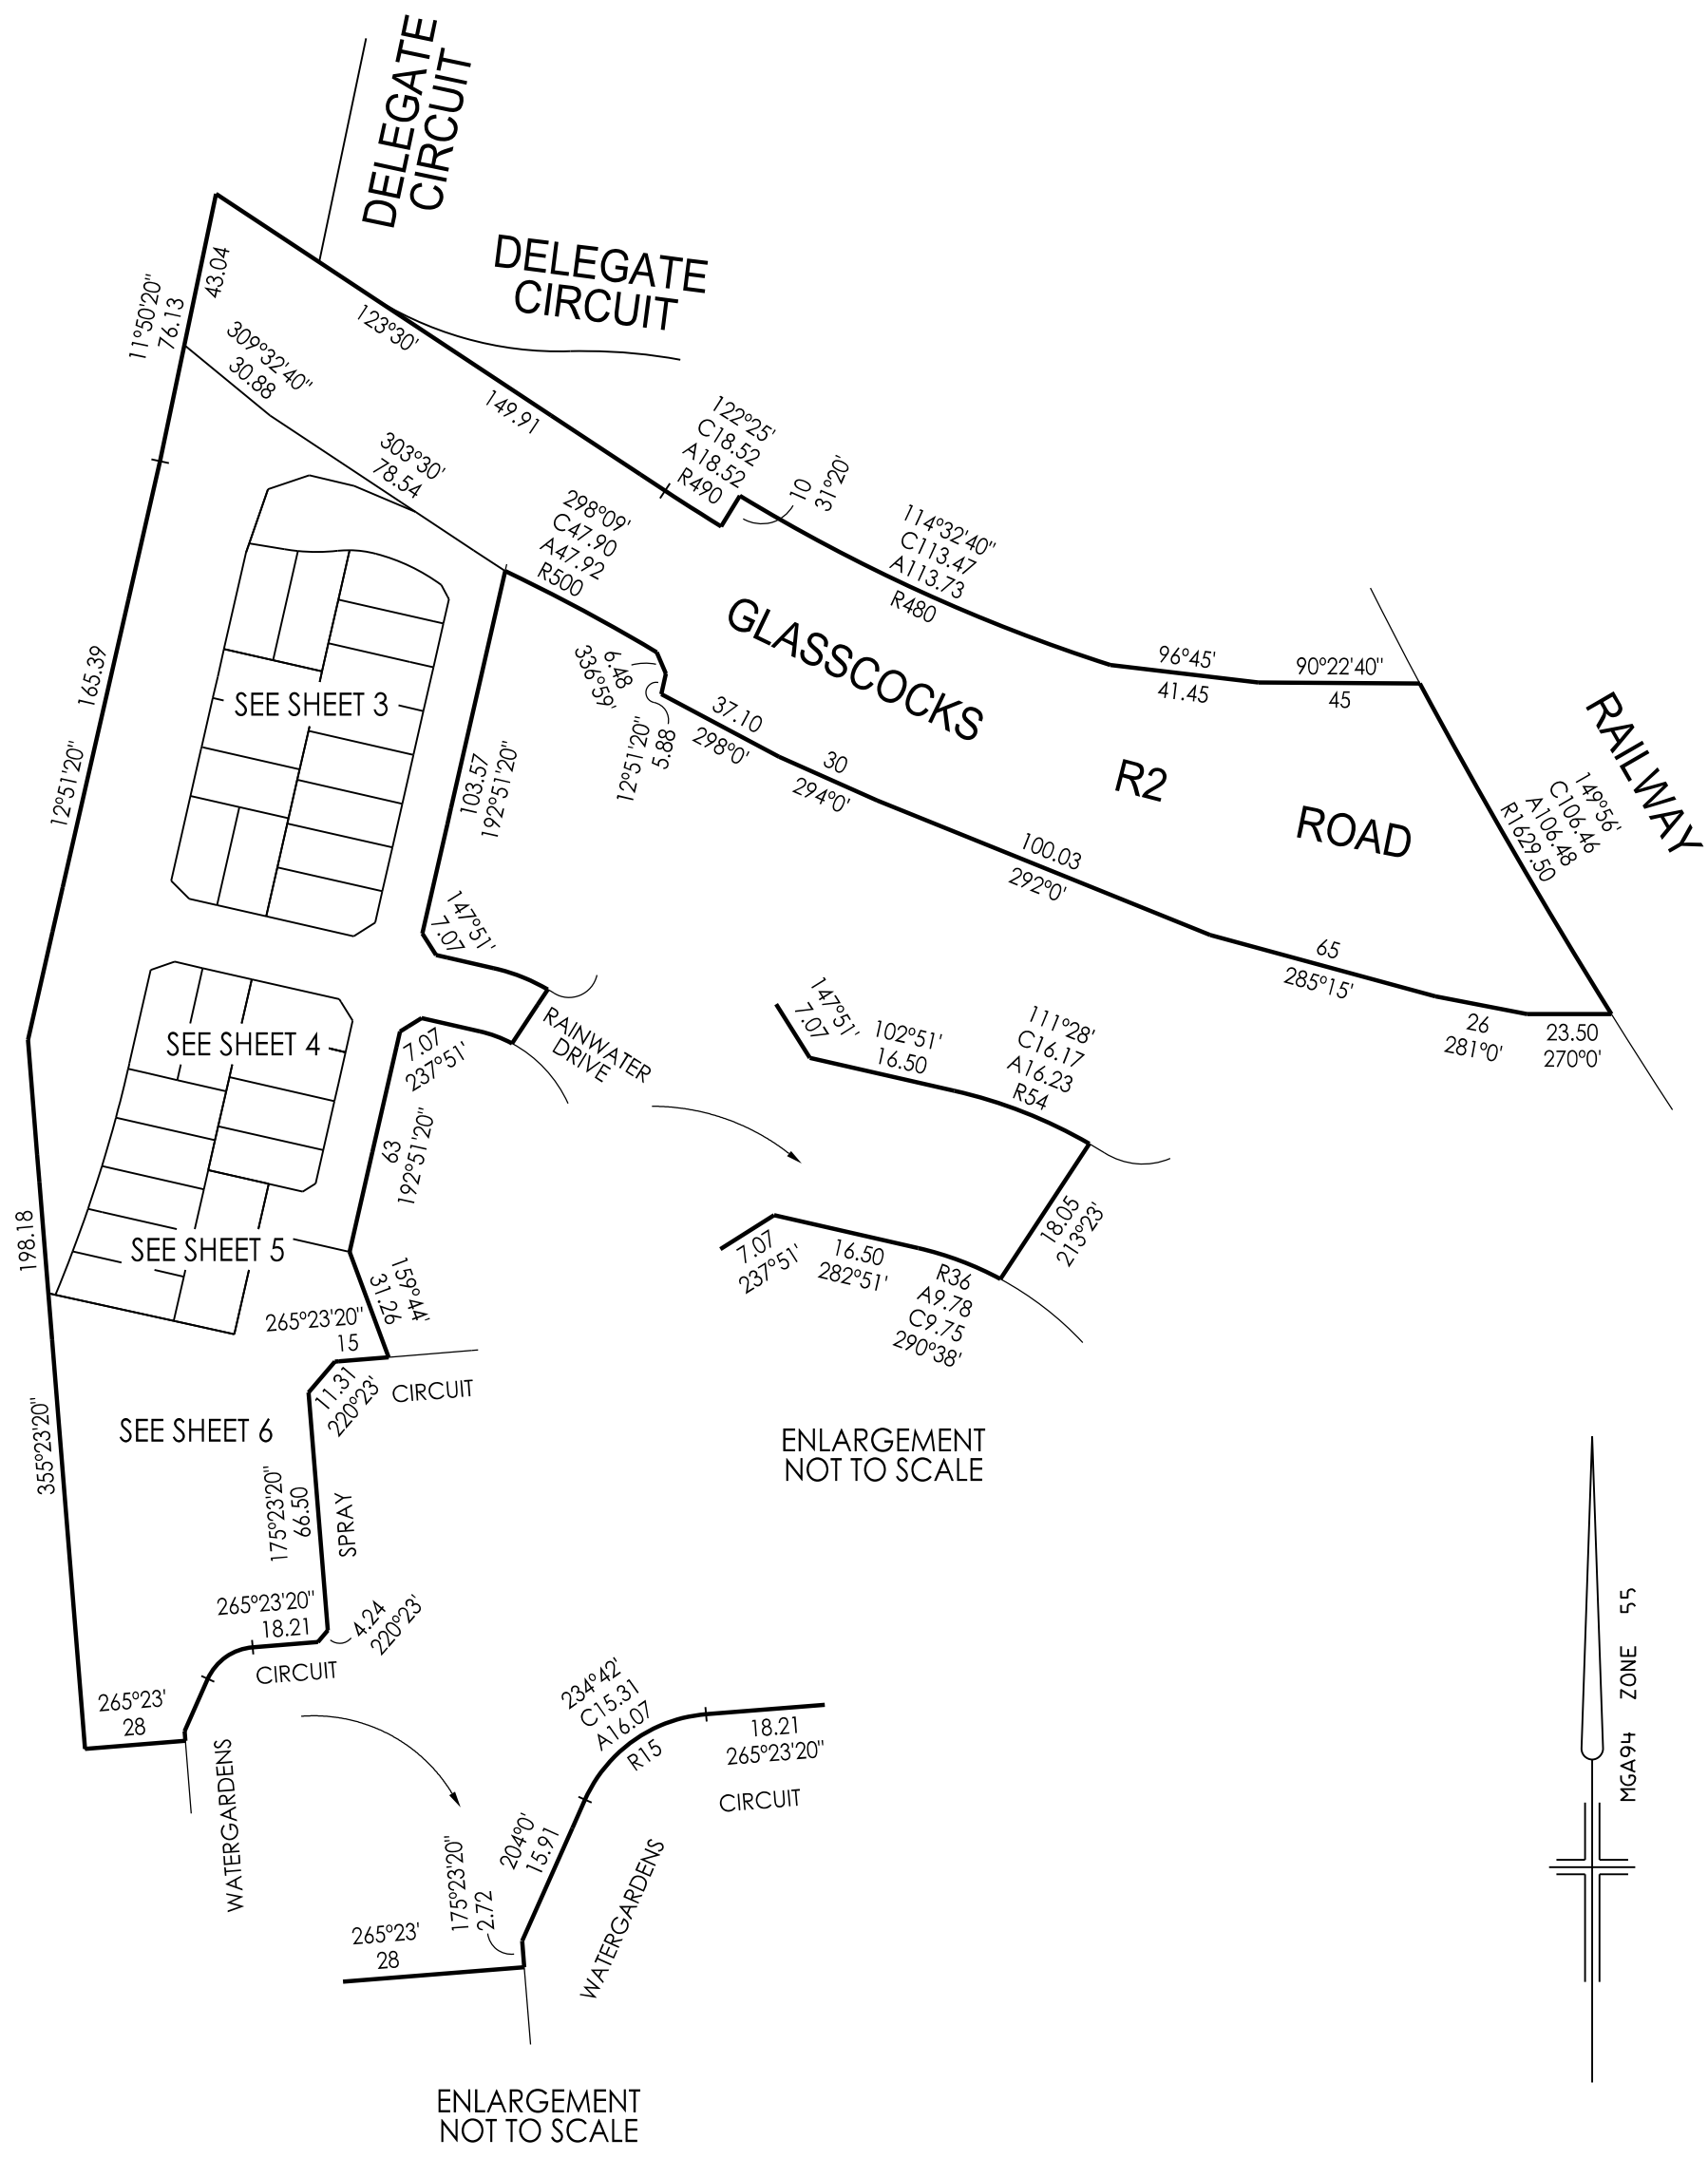 DELEGATE
CIRCUIT
DELEGATE
CIRCUIT
11°50'20"
76.13
43.04
309°32'40"
30.88
123°30'
149.91
303°30'
78.54
122°25'
C18.52
A18.52
R490
10
31°20'
298°09'
C47.90
A47.92
R500
114°32'40"
C113.47
A113.73
R480
96°45'
41.45
90°22'40"
45
GLASSCOCKS
R2
ROAD
RAILWAY
149°56'
C106.46
A106.48
R1629.50
6.48
336°59'
12°51'20"
5.88
37.10
298°0'
30
294°0'
100.03
292°0'
65
285°15'
26
281°0'
23.50
270°0'
165.39
12°51'20"
SEE SHEET 3
103.57
192°51'20"
147°51'
7.07
RAINWATER
DRIVE
SEE SHEET 4
7.07
237°51'
63
192°51'20"
147°51'
7.07
102°51'
16.50
111°28'
C16.17
A16.23
R54
18.05
213°23'
7.07
237°51'
16.50
282°51'
R36
A9.78
C9.75
290°38'
ENLARGEMENT
NOT TO SCALE
198.18
355°23'20"
SEE SHEET 5
159°44'
31.26
265°23'20"
15
11.31
220°23'
CIRCUIT
SEE SHEET 6
175°23'20"
66.50
SPRAY
265°23'20"
18.21
4.24
220°23'
CIRCUIT
265°23'
28
WATERGARDENS
234°42'
C15.31
A16.07
R15
18.21
265°23'20"
CIRCUIT
204°0'
15.91
175°23'20"
2.72
WATERGARDENS
265°23'
28
ENLARGEMENT
NOT TO SCALE
MGA94 ZONE 55